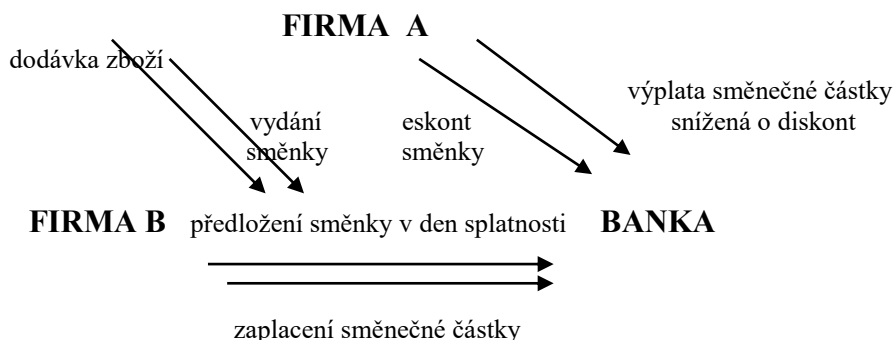 FIRMA A
dodávka zboží
výplata směnečné částky
snížená o diskont
vydání
směnky
eskont
směnky
FIRMA B
předložení směnky v den splatnosti
BANKA
zaplacení směnečné částky